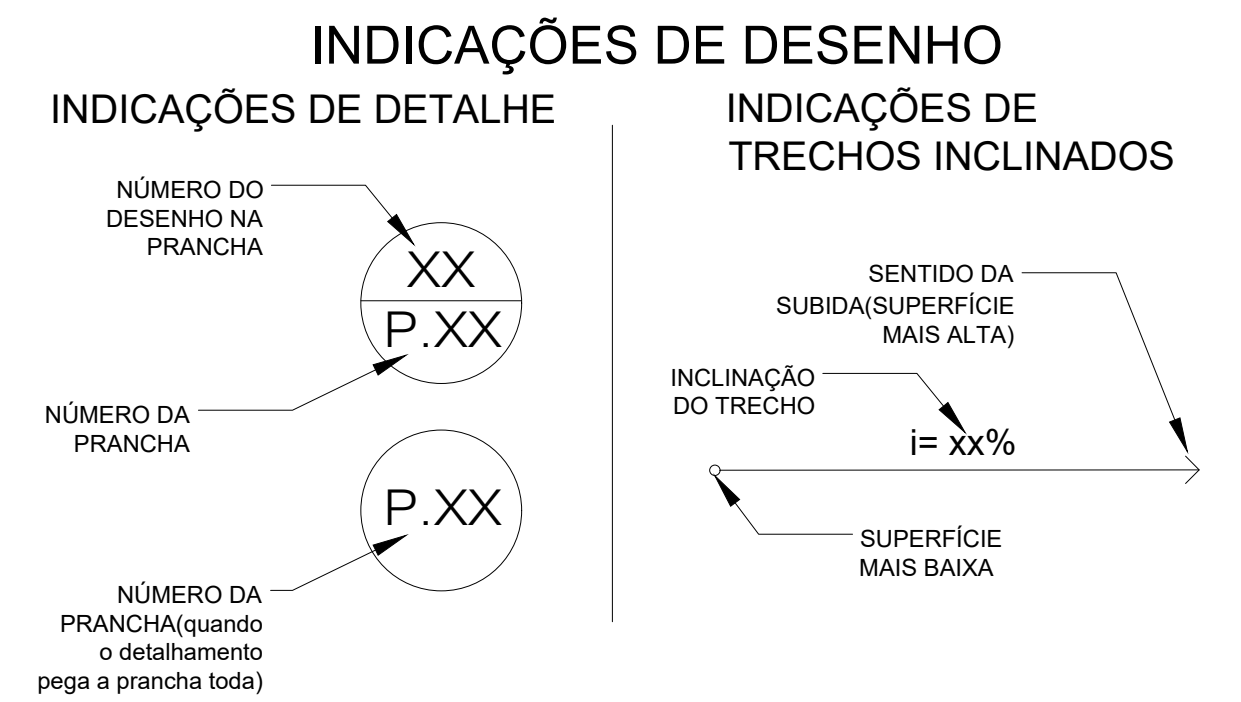 INDICAÇÕES DE DESENHO
INDICAÇÕES DE DETALHE
NÚMERO DO
DESENHO NA
PRANCHA
XX
P.XX
NÚMERO DA
PRANCHA
P.XX
NÚMERO DA
PRANCHA(quando
o detalhamento
pega a prancha toda)
INDICAÇÕES DE
TRECHOS INCLINADOS
SENTIDO DA
SUBIDA(SUPERFÍCIE
MAIS ALTA)
INCLINAÇÃO
DO TRECHO
i= xx%
SUPERFÍCIE
MAIS BAIXA